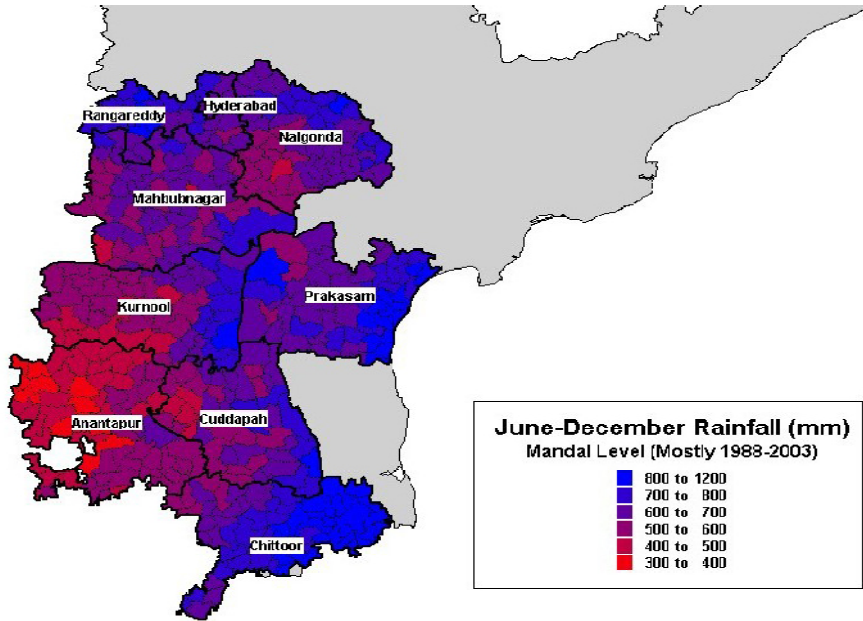 Hyderabad
Rangareddy
Nalgonda
Mahbubnagar
Prakasam
Kurnool
Anantapur
Cuddapah
Chittoor
June-December Rainfall (mm)
Mandal Level (Mostly 1988-2003)
800 to 1200
700 to 800
600 to 700
500 to 600
400 to 500
300 to 400